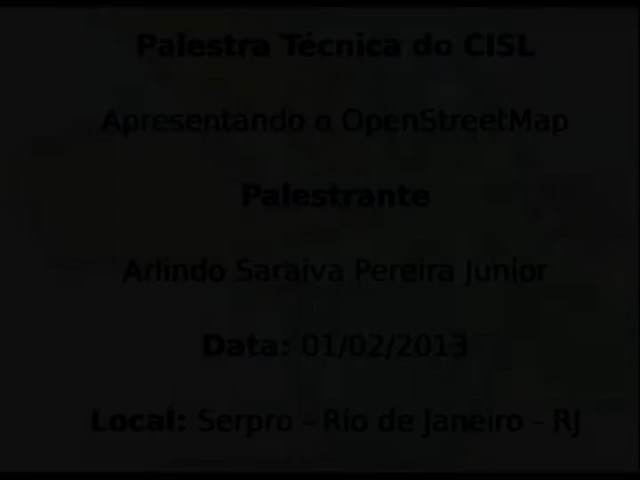 Palestra Técnica do CISL
Apresentando o OpenStreetMap
Palestrante
Arlindo Saraiva Pereira Junior
Data: 01/02/2013
Local: Serpro - Rio de Janeiro - RJ